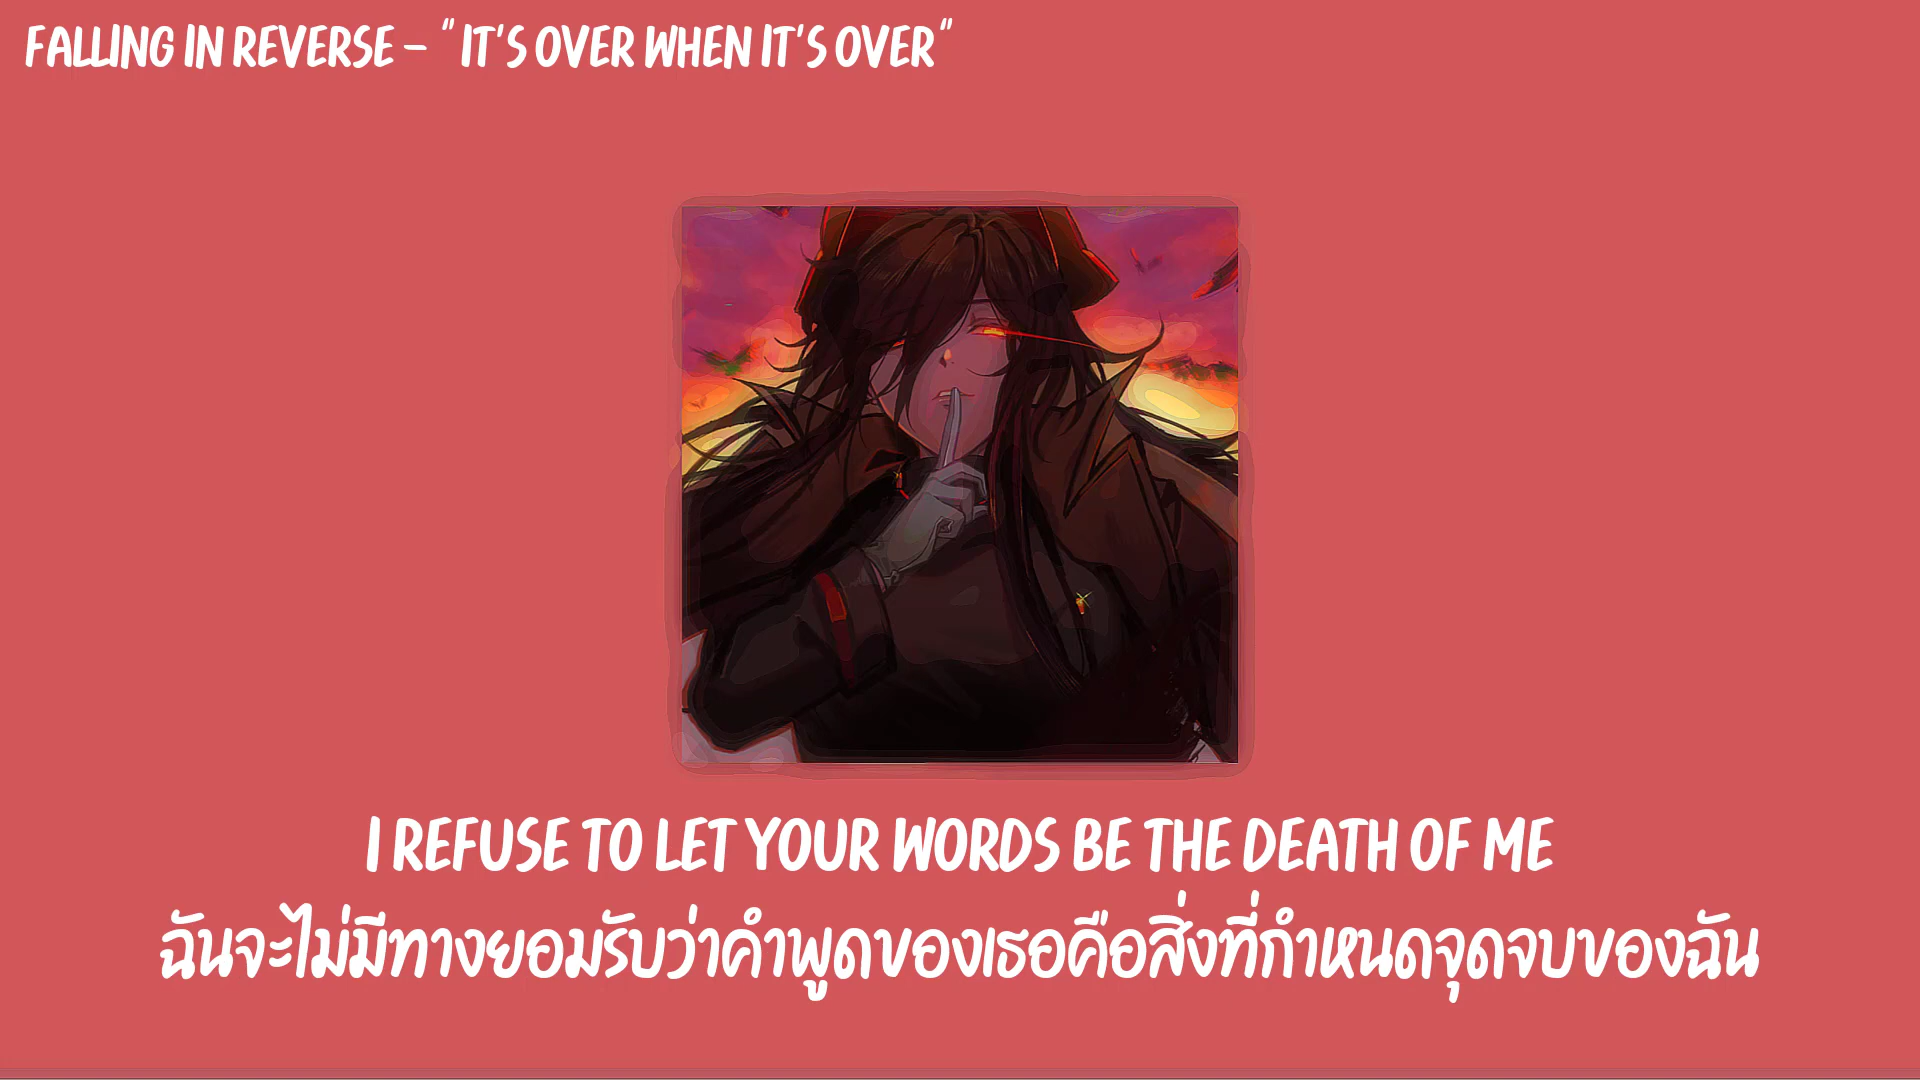 FALLING IN REVERSE - "IT'S OVER WHEN IT'S OVER"
I REFUSE TO LET YOUR WORDS BE THE DEATH OF ME
ฉันจะไม่มีทางยอมรับว่าคำพูดของเธอคือสิ่งที่กำหนดจุดจบของฉัน